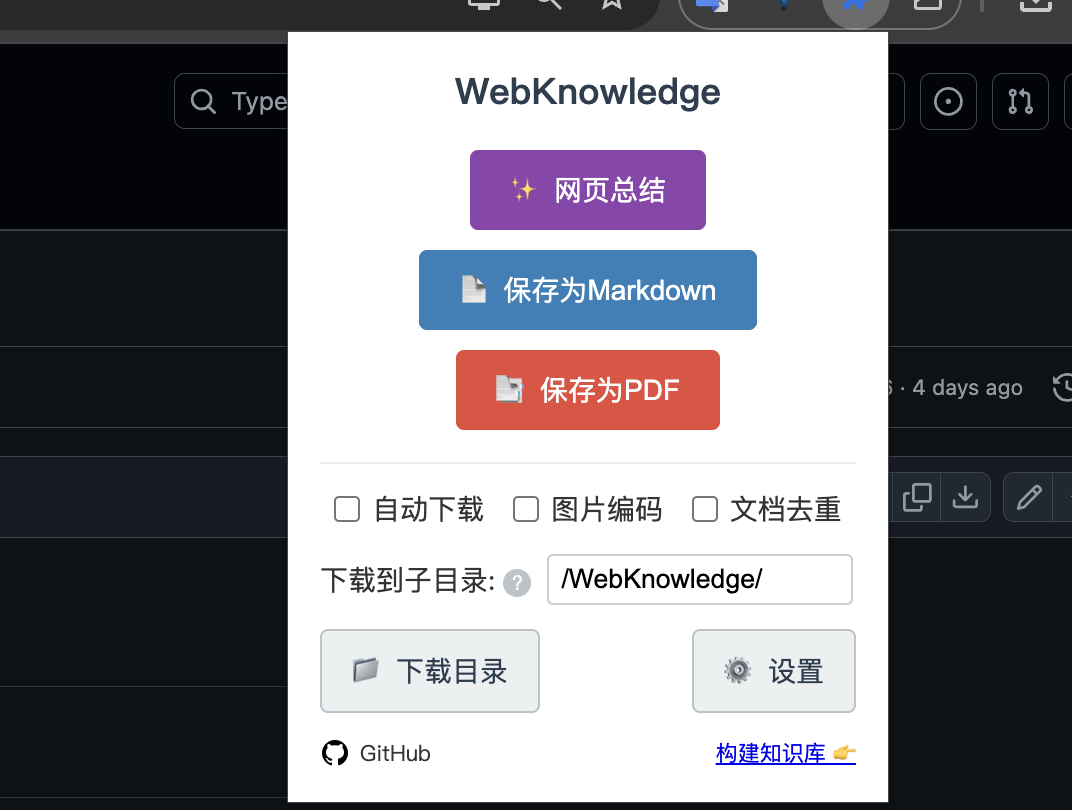 WebKnowledge
Type
网页总结
保存为Markdown
保存为PDF
· 4 days ago
自动下载 图片编码 文档去重
下载到子目录: ? /WebKnowledge/
下载目录 设置
GitHub 构建知识库